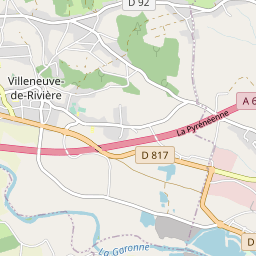 D 92
Villeneuve-
de-Rivière
A 6
La Pyrénéenne
D 817
La Garonne
D